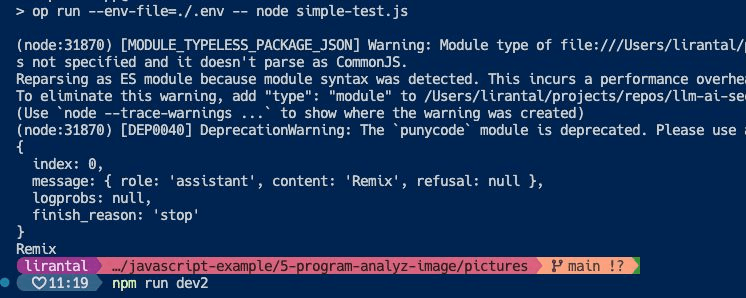 > op run --env-file=./.env -- node simple-test.js
(node:31870) [MODULE_TYPELESS_PACKAGE_JSON] Warning: Module type of file:///Users/lirantal/
s not specified and it doesn't parse as CommonJS.
Reparsing as ES module because module syntax was detected. This incurs a performance
To eliminate this warning, add "type": "module" to /Users/lirantal/projects/repos/
(Use `node --trace-warnings ...` to show where the warning was created)
(node:31870) [DEP0040] DeprecationWarning: The `punycode` module is deprecated. Please use
{
  index: 0,
  message: { role: 'assistant', content: 'Remix', refusal: null },
  logprobs: null,
  finish_reason: 'stop'
}
Remix
lirantal …/javascript-example/5-program-analyz-image/pictures main !?
♡11:19 npm run dev2